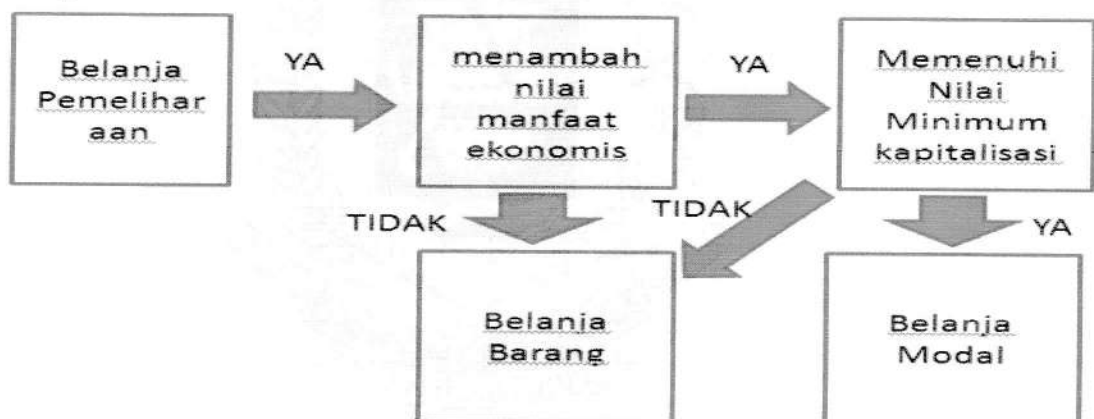 Belanja
Pemelihar
aan
YA
menambah
nilai
manfaat
ekonomis
YA
Memenuhi
Nilai
Minimum
kapitalisasi
TIDAK
TIDAK
YA
Belanja
Barang
Belanja
Modal